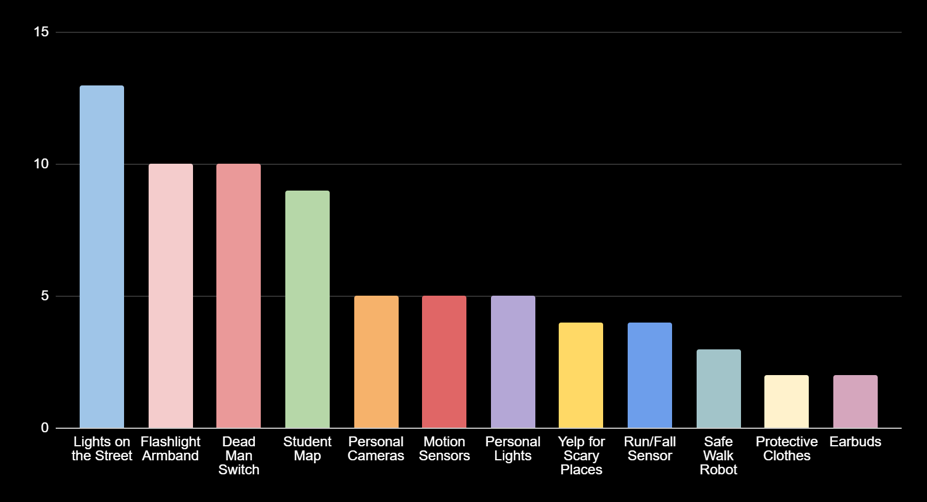 15
10
5
0
Lights on
the Street
Flashlight
Armband
Dead
Man
Switch
Student
Map
Personal
Cameras
Motion
Sensors
Personal
Lights
Yelp for
Scary
Places
Run/Fall
Sensor
Safe
Walk
Robot
Protective
Clothes
Earbuds